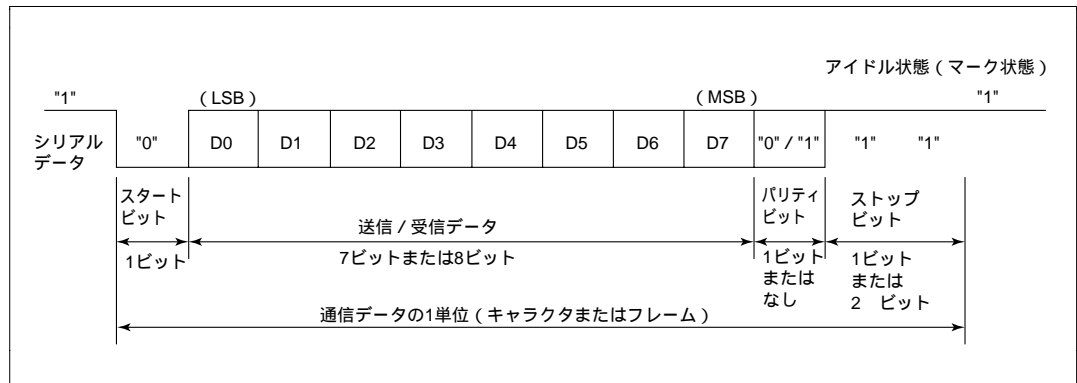 アイドル状態（マーク状態）
"1" （LSB） （MSB） "1"
シリアル
データ
"0" D0 D1 D2 D3 D4 D5 D6 D7 "0" / "1" "1" "1"
スタート
ビット
1ビット
送信 / 受信データ
7ビットまたは8ビット
パリティ
ビット
1ビット
または
なし
ストップ
ビット
1ビット
または
2 ビット
通信データの1単位（キャラクタまたはフレーム）